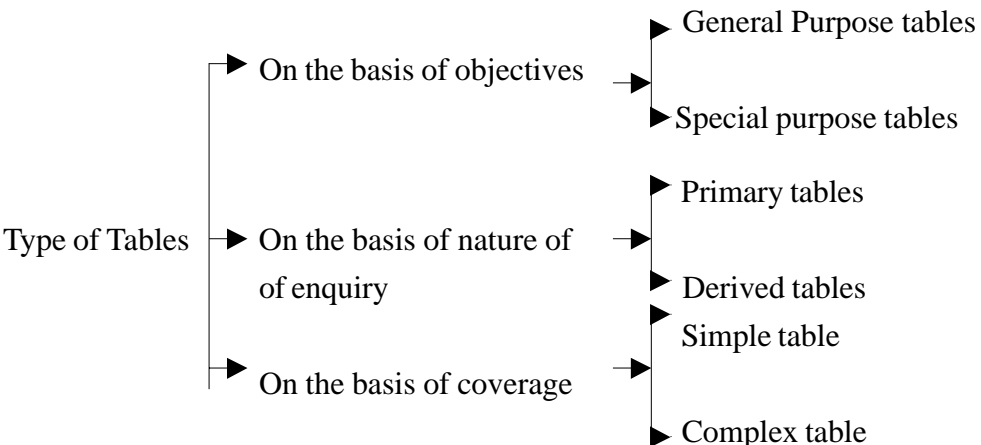 General Purpose tables
On the basis of objectives
Special purpose tables
Primary tables
Type of Tables
On the basis of nature of
of enquiry
Derived tables
Simple table
On the basis of coverage
Complex table